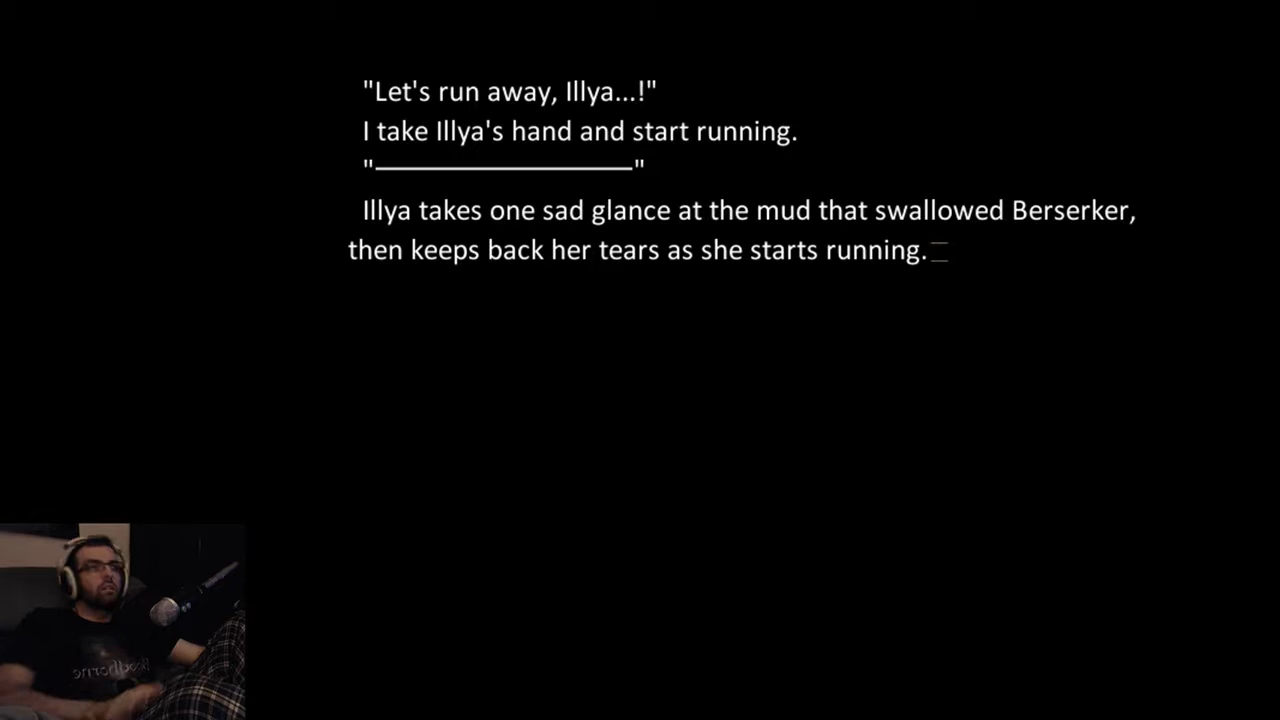 "Let's run away, Illya...!"
I take Illya's hand and start running.
"―――――――――――"
Illya takes one sad glance at the mud that swallowed Berserker,
then keeps back her tears as she starts running.
Bloodborne